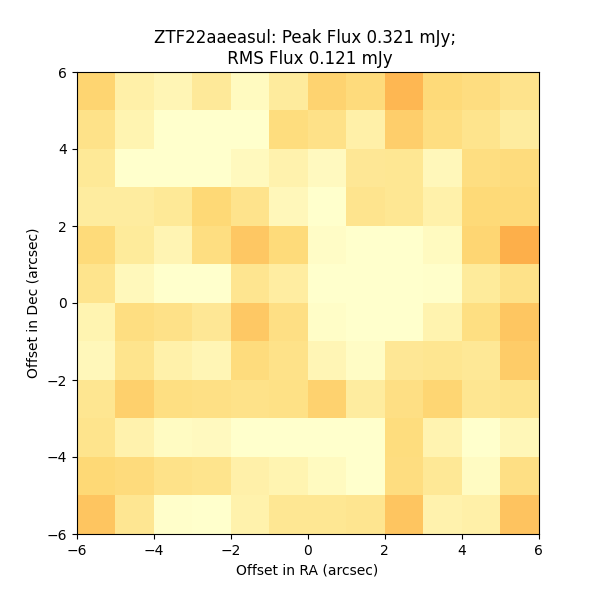 ZTF22aaeasul: Peak Flux 0.321 mJy;
RMS Flux 0.121 mJy
6
4
2
0
−2
−4
−6
Offset in Dec (arcsec)
−6 −4 −2 0 2 4 6
Offset in RA (arcsec)